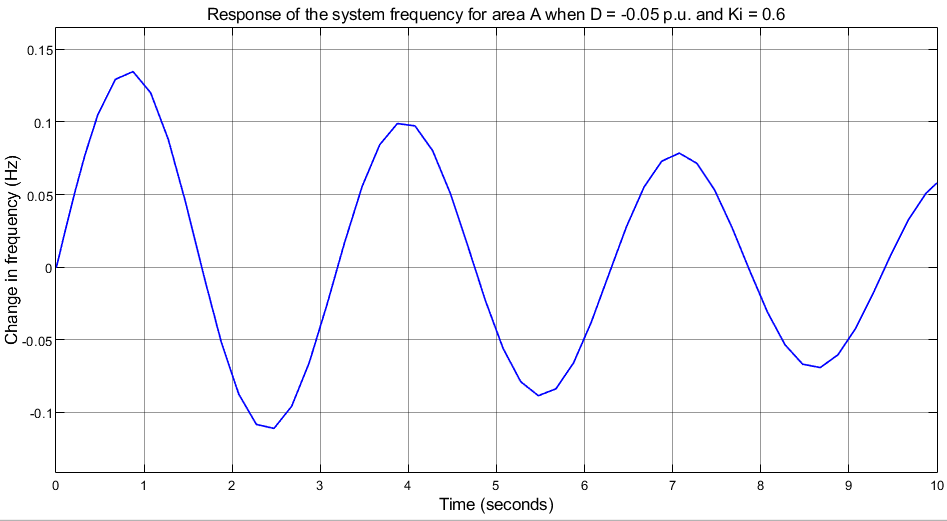 Response of the system frequency for area A when D = -0.05 p.u. and Ki = 0.6
Change in frequency (Hz)
0.15
0.1
0.05
0
-0.05
-0.1
0 1 2 3 4 5 6 7 8 9 10
Time (seconds)